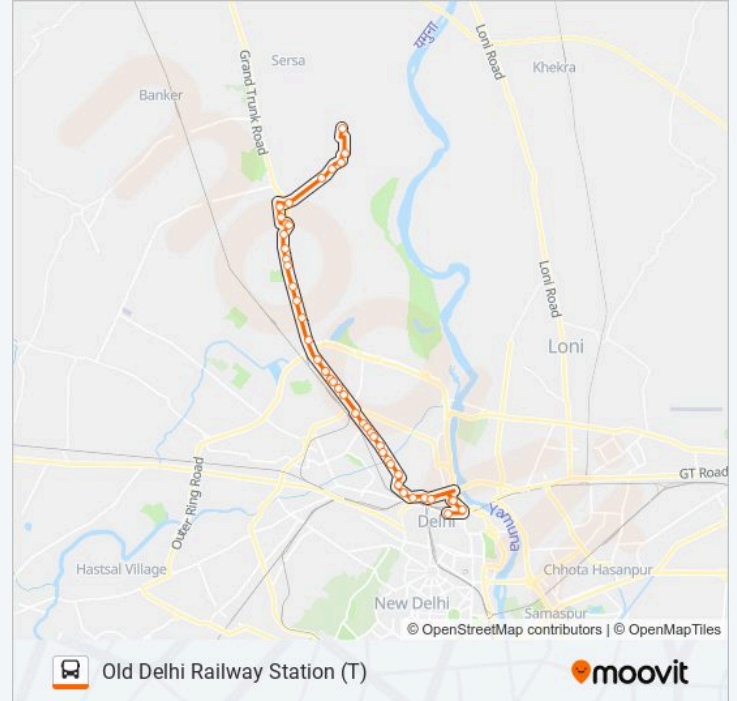 यमुना
Loni Road
Sersa
Khekra
Grand Trunk Road
Banker
Loni Road
Loni
GT Road
Outer Ring Road
Delhi
Yamuna
Hastsal Village
Chhota Hasanpur
New Delhi
Samaspur
© OpenStreetMap contributors | © OpenMapTiles
Old Delhi Railway Station (T)
moovit